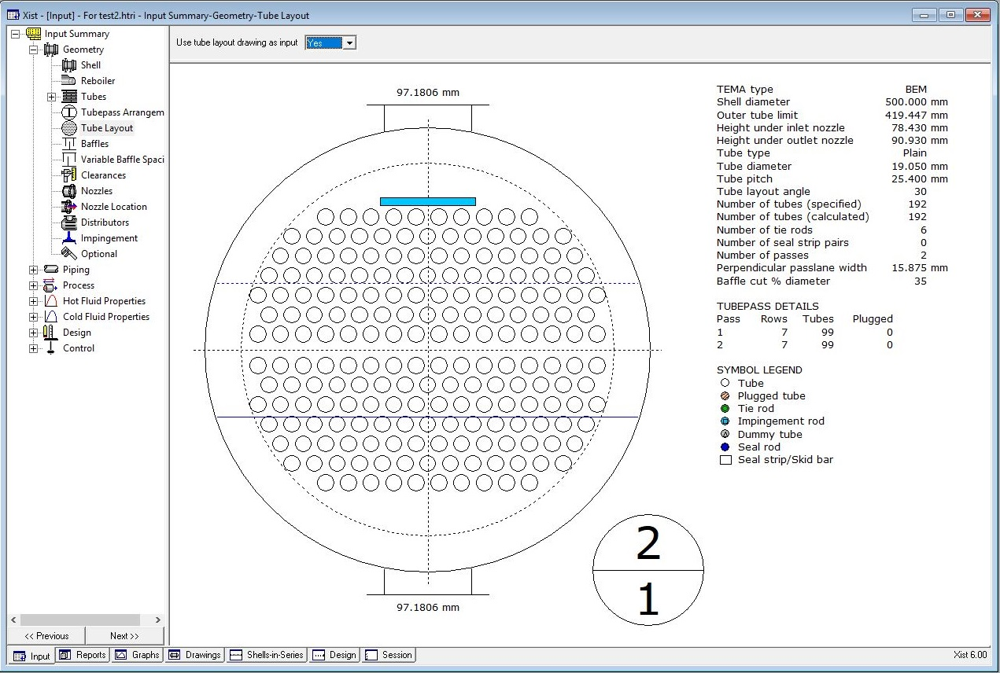 Xist - [Input] - For test2.htri - Input Summary-Geometry-Tube Layout
Input Summary
Geometry
Shell
Reboiler
Tubes
Tubepass Arrangem
Tube Layout
Baffles
Variable Baffle Spaci
Clearances
Nozzles
Nozzle Location
Distributors
Impingement
Optional
Piping
Process
Hot Fluid Properties
Cold Fluid Properties
Design
Control
<< Previous
Next >>
Use tube layout drawing as input Yes
97.1806 mm
97.1806 mm
TEMA type BEM
Shell diameter 500.000 mm
Outer tube limit 419.447 mm
Height under inlet nozzle 78.430 mm
Height under outlet nozzle 90.930 mm
Tube type Plain
Tube diameter 19.050 mm
Tube pitch 25.400 mm
Tube layout angle 30
Number of tubes (specified) 192
Number of tubes (calculated) 192
Number of tie rods 6
Number of seal strip pairs 0
Number of passes 2
Perpendicular passlane width 15.875 mm
Baffle cut % diameter 35
TUBEPASS DETAILS
Pass Rows Tubes Plugged
1 7 99 0
2 7 99 0
SYMBOL LEGEND
Tube
Plugged tube
Tie rod
Impingement rod
Dummy tube
Seal rod
Seal strip/Skid bar
2
1
Input Reports Graphs Drawings Shells-in-Series Design Session
Xist 6.00